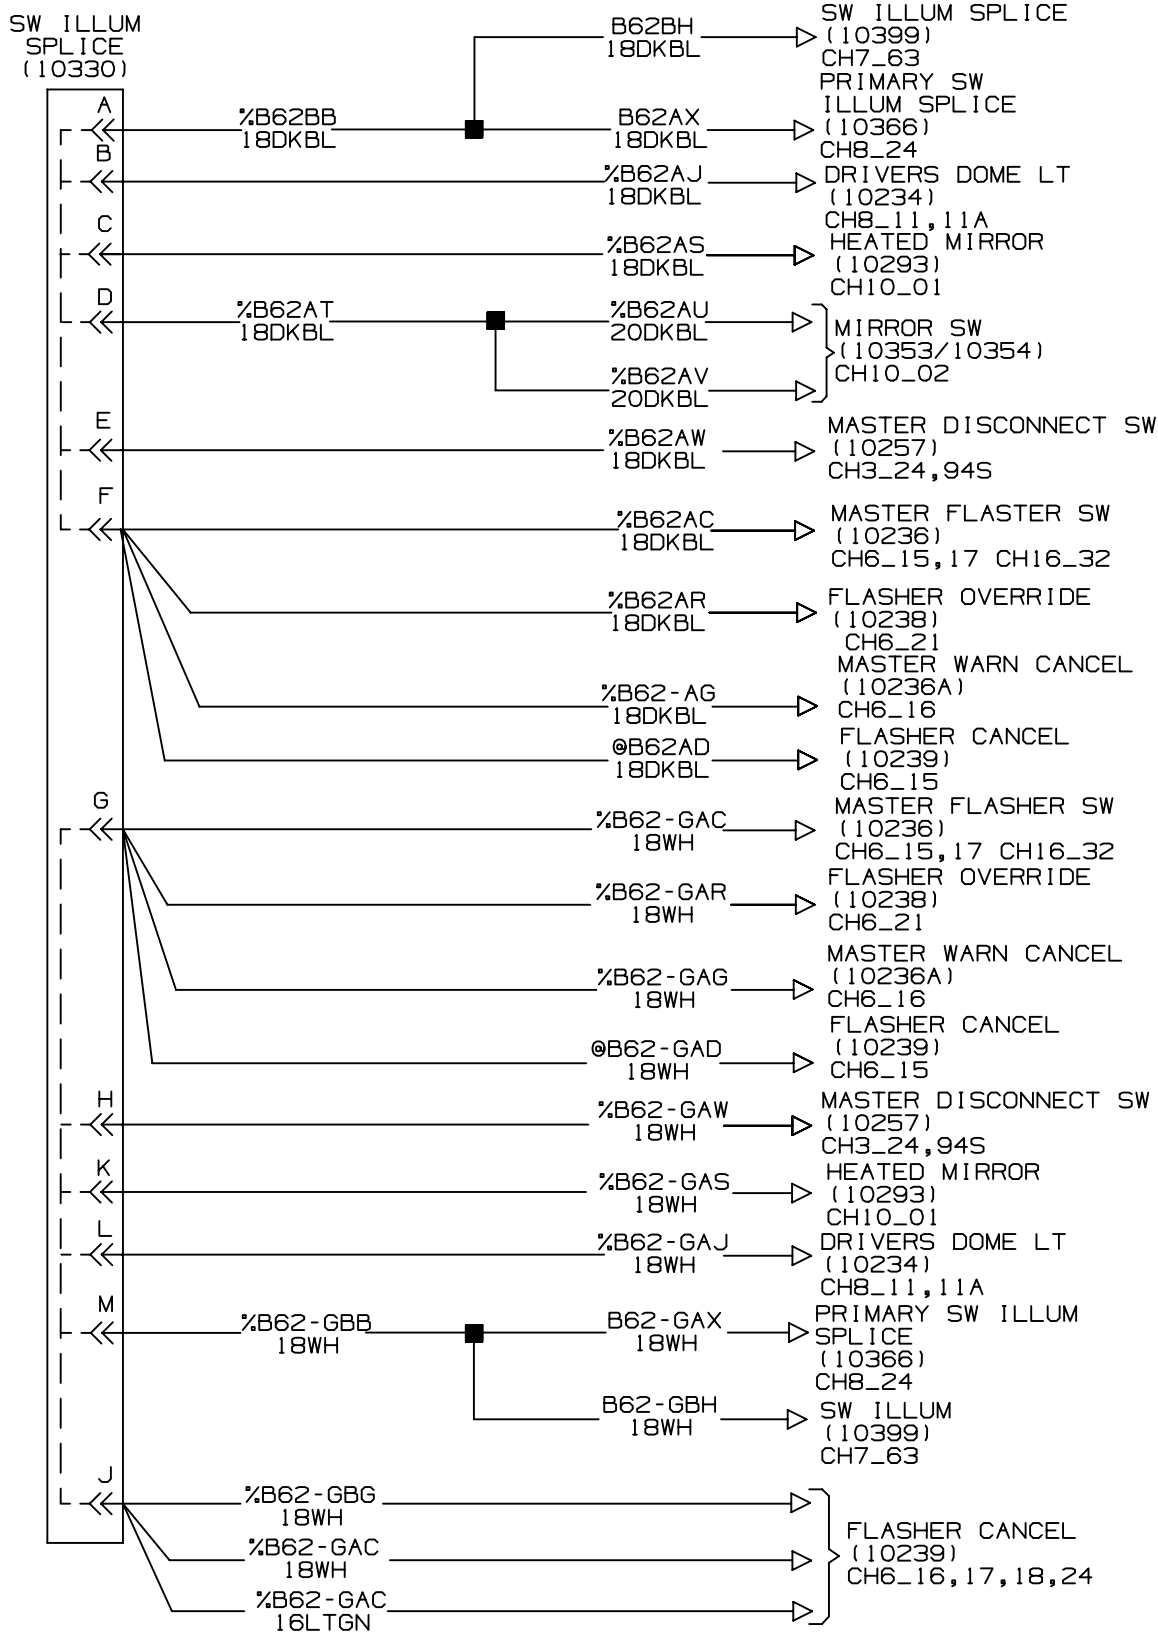 SW ILLUM
SPLICE
(10330)
A
%B62BB
18DKBL
B62BH
18DKBL
SW ILLUM SPLICE
(10399)
CH7_63
B62AX
18DKBL
PRIMARY SW
ILLUM SPLICE
(10366)
CH8_24
B
%B62AJ
18DKBL
DRIVERS DOME LT
(10234)
CH8_11,11A
C
%B62AS
18DKBL
HEATED MIRROR
(10293)
CH10_01
D
%B62AT
18DKBL
%B62AU
20DKBL
%B62AV
20DKBL
MIRROR SW
(10353/10354)
CH10_02
E
%B62AW
18DKBL
MASTER DISCONNECT SW
(10257)
CH3_24,94S
F
%B62AC
18DKBL
MASTER FLASTER SW
(10236)
CH6_15,17 CH16_32
%B62AR
18DKBL
FLASHER OVERRIDE
(10238)
CH6_21
%B62-AG
18DKBL
MASTER WARN CANCEL
(10236A)
CH6_16
@B62AD
18DKBL
FLASHER CANCEL
(10239)
CH6_15
G
%B62-GAC
18WH
MASTER FLASHER SW
(10236)
CH6_15,17 CH16_32
%B62-GAR
18WH
FLASHER OVERRIDE
(10238)
CH6_21
%B62-GAG
18WH
MASTER WARN CANCEL
(10236A)
CH6_16
@B62-GAD
18WH
FLASHER CANCEL
(10239)
CH6_15
H
%B62-GAW
18WH
MASTER DISCONNECT SW
(10257)
CH3_24,94S
K
%B62-GAS
18WH
HEATED MIRROR
(10293)
CH10_01
L
%B62-GAJ
18WH
DRIVERS DOME LT
(10234)
CH8_11,11A
M
%B62-GBB
18WH
B62-GAX
18WH
PRIMARY SW ILLUM
SPLICE
(10366)
CH8_24
B62-GBH
18WH
SW ILLUM
(10399)
CH7_63
J
%B62-GBG
18WH
%B62-GAC
18WH
%B62-GAC
16LTGN
FLASHER CANCEL
(10239)
CH6_16,17,18,24